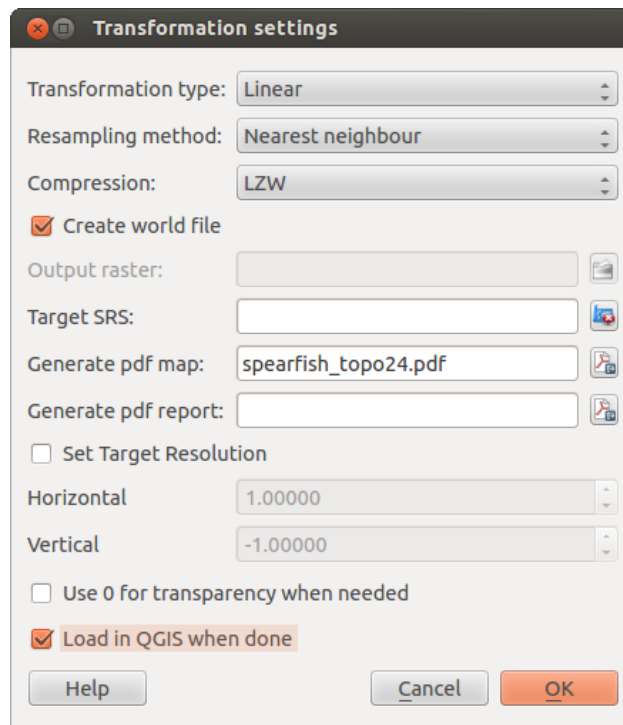 Transformation settings
Transformation type: Linear
Resampling method: Nearest neighbour
Compression: LZW
Create world file
Output raster:
Target SRS:
Generate pdf map: spearfish_topo24.pdf
Generate pdf report:
Set Target Resolution
Horizontal 1.00000
Vertical -1.00000
Use 0 for transparency when needed
Load in QGIS when done
Help Cancel OK